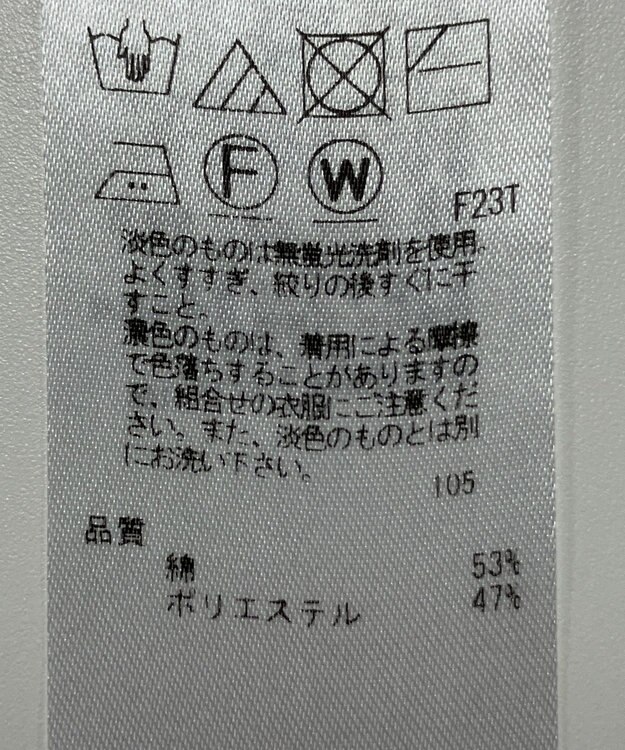 F
W
F23T
淡色のものは無蛍光洗剤を使用。
よくすすぎ、絞りの後すぐに干
すこと。
濃色のものは、着用による摩擦
で色落ちすることがありますの
で、組合せの衣服にご注意くだ
さい。また、淡色のものとは別
にお洗い下さい。
105
品質
綿 53%
ポリエステル 47%